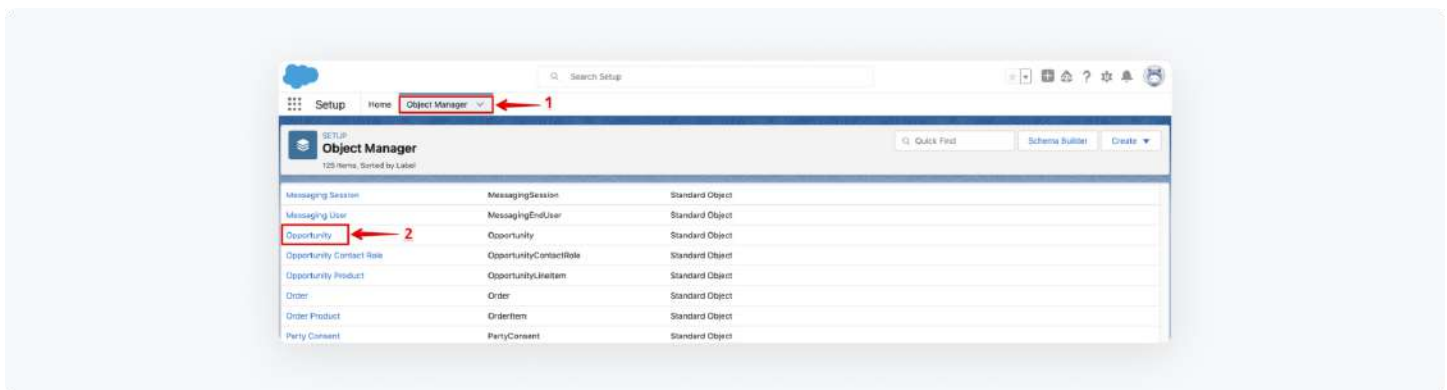 Search Setup
Setup Home Object Manager 1
SETUP
Object Manager
125 Items, Sorted by Label
Quick Find Schema Builder Create
Messaging Session MessagingSession Standard Object
Messaging User MessagingEndUser Standard Object
Opportunity 2 Opportunity Standard Object
Opportunity Contact Role OpportunityContactRole Standard Object
Opportunity Product OpportunityLineItem Standard Object
Order Order Standard Object
Order Product OrderItem Standard Object
Party Consent PartyConsent Standard Object